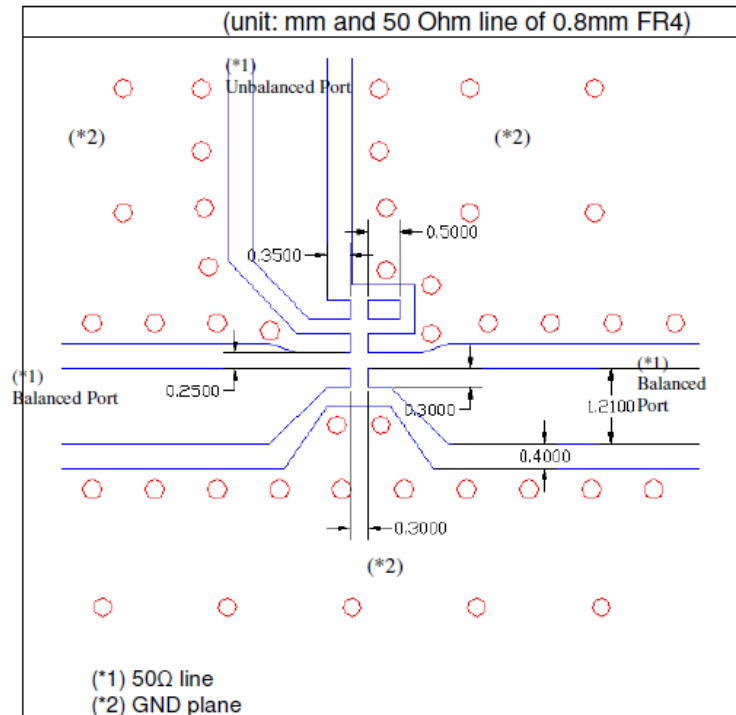 (unit: mm and 50 Ohm line of 0.8mm FR4)
(*1)
Unbalanced Port
(*2)
(*2)
0.5000
0.3500
(*1)
Balanced Port
0.2500
(*1)
Balanced
Port
0.3000
1.2100
0.4000
0.3000
(*2)
(*1) 50Ω line
(*2) GND plane